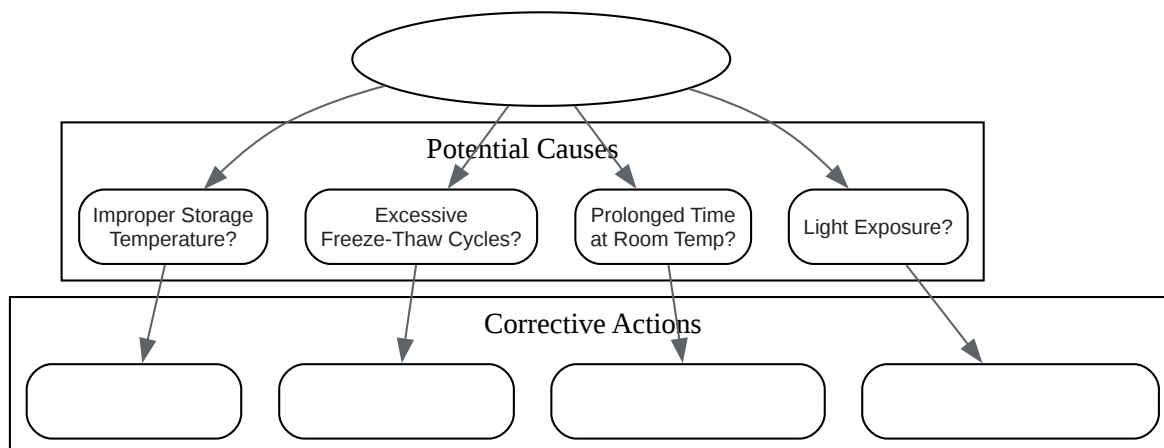 Potential Causes
Improper Storage
Temperature?
Excessive
Freeze-Thaw Cycles?
Prolonged Time
at Room Temp?
Light Exposure?
Corrective Actions